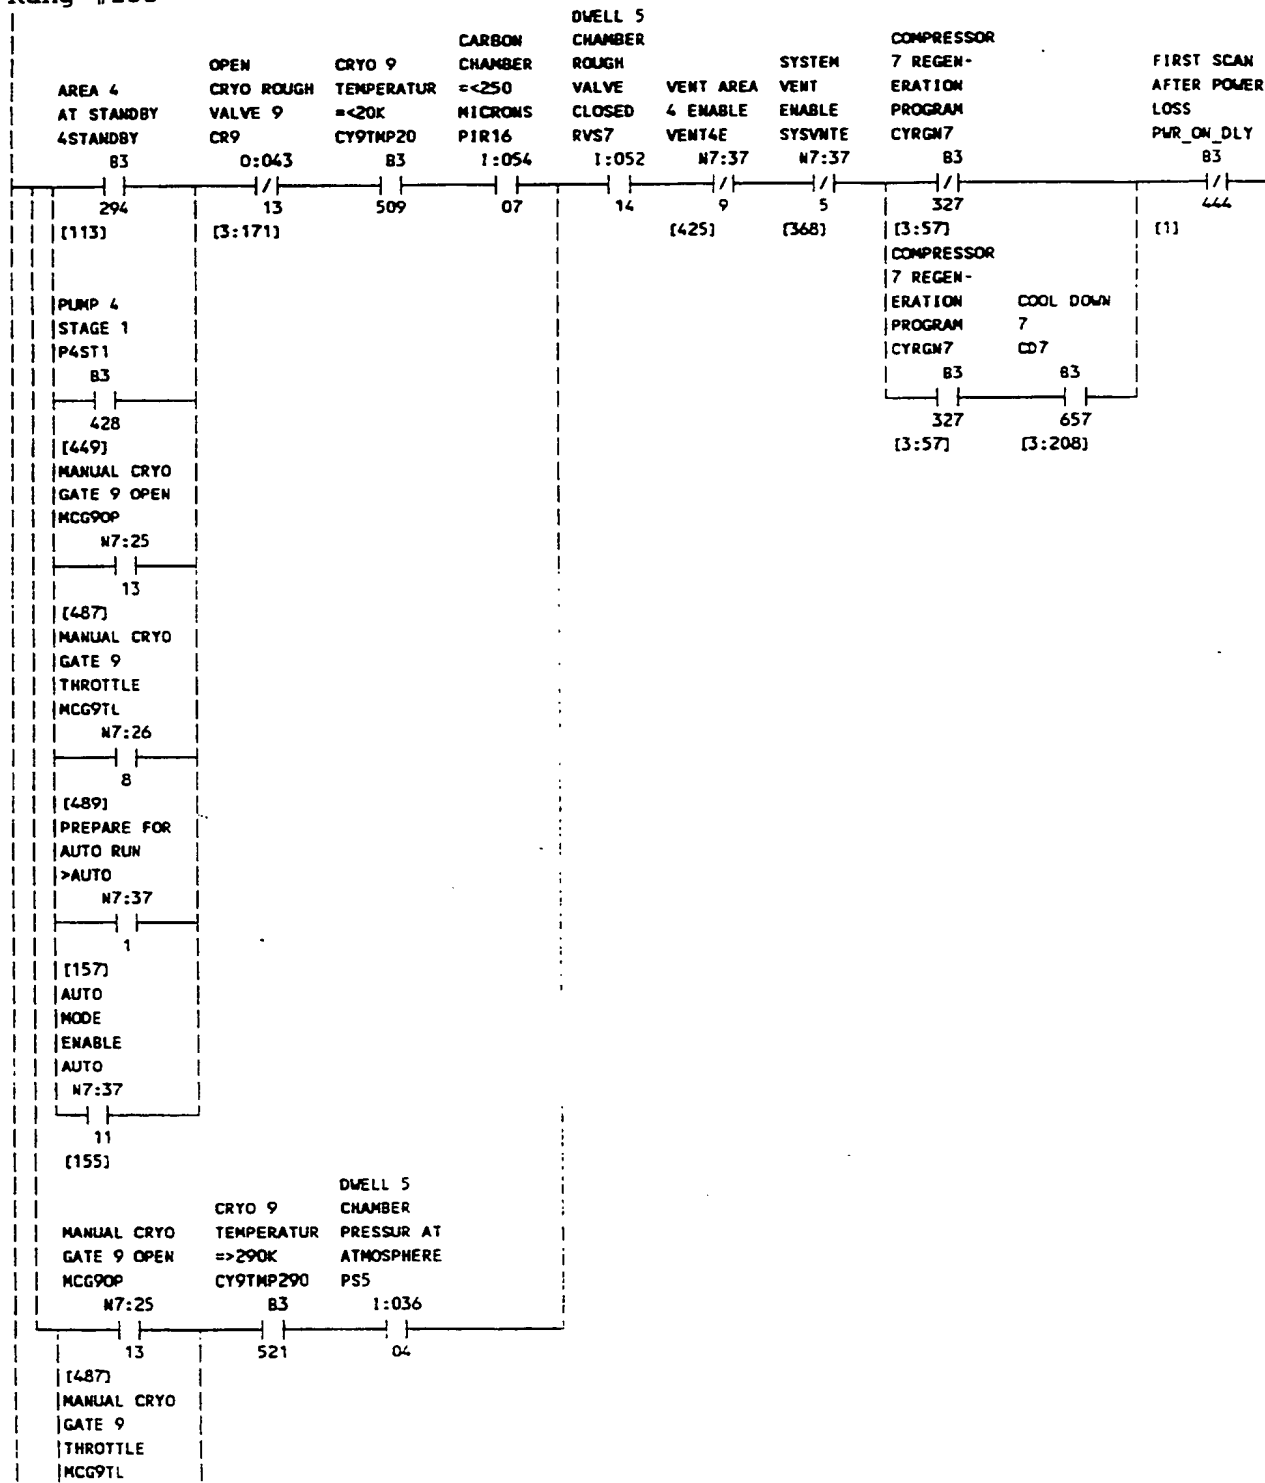 DWELL 5
CARBON CHAMBER COMPRESSOR
OPEN CRYO 9 CHAMBER ROUGH SYSTEM 7 REGEN- FIRST SCAN
AREA 4 CRYO ROUGH TEMPERATUR =<250 VALVE VENT AREA VENT ERATION AFTER POWER
AT STANDBY VALVE 9 =<20K MICRONS CLOSED 4 ENABLE ENABLE PROGRAM LOSS
4STANDBY CR9 CY9TMP20 PIR16 RVS7 VENT4E SYSVNTE CYRGN7 PWR_ON_DLY
B3 O:043 B3 I:054 I:052 N7:37 N7:37 B3 B3
294 13 509 07 14 9 5 327 444
[113] [3:171] [425] [368] [3:57] [1]
COMPRESSOR
7 REGEN-
PUMP 4 ERATION COOL DOWN
STAGE 1 PROGRAM 7
P4ST1 CYRGN7 CD7
B3 B3 B3
428 327 657
[449] [3:57] [3:208]
MANUAL CRYO
GATE 9 OPEN
MCG9OP
N7:25
13
[487]
MANUAL CRYO
GATE 9
THROTTLE
MCG9TL
N7:26
8
[489]
PREPARE FOR
AUTO RUN
>AUTO
N7:37
1
[157]
AUTO
MODE
ENABLE
AUTO
N7:37
11
[155]
DWELL 5
CRYO 9 CHAMBER
MANUAL CRYO TEMPERATUR PRESSUR AT
GATE 9 OPEN =>290K ATMOSPHERE
MCG9OP CY9TMP290 PS5
N7:25 B3 I:036
13 521 04
[487]
MANUAL CRYO
GATE 9
THROTTLE
MCG9TL